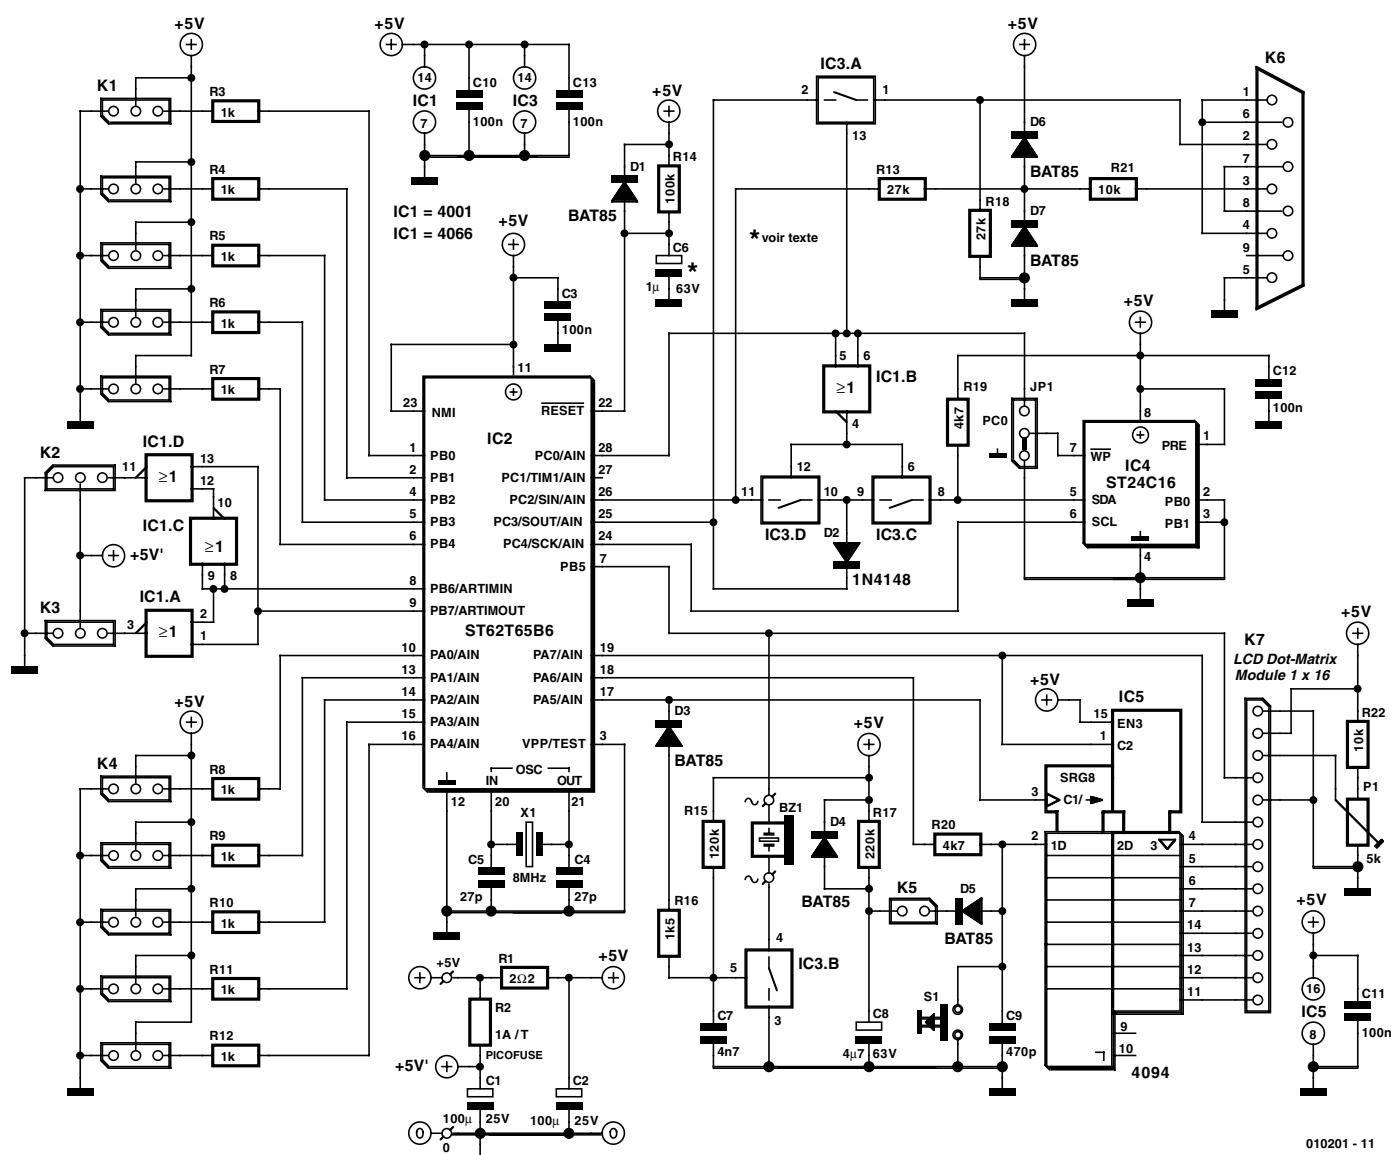 +5V
+5V
+5V
K1
R3
1k
R4
1k
R5
1k
R6
1k
R7
1k
14
IC1
7
C10
100n
14
IC3
7
C13
100n
IC1 = 4001
IC1 = 4066
+5V
D1
BAT85
R14
100k
C6
*
1µ
63V
+5V
C3
100n
*voir texte
IC3.A
2
1
13
D6
BAT85
R13
27k
R21
10k
R18
27k
D7
BAT85
K6
1
6
2
7
3
8
4
9
5
+5V
5
6
IC1.B
≥1
4
R19
4k7
JP1
PC0
C12
100n
8
7
WP
PRE
1
IC4
ST24C16
5
SDA
PB0
2
6
SCL
PB1
3
4
12
11
10
IC3.D
6
9
8
IC3.C
D2
1N4148
11
23
NMI
RESET
22
IC2
1
PB0
PC0/AIN
28
2
PB1
PC1/TIM1/AIN
27
4
PB2
PC2/SIN/AIN
26
5
PB3
PC3/SOUT/AIN
25
6
PB4
PC4/SCK/AIN
24
PB5
7
8
PB6/ARTIMIN
9
PB7/ARTIMOUT
ST62T65B6
10
PA0/AIN
PA7/AIN
19
13
PA1/AIN
PA6/AIN
18
14
PA2/AIN
PA5/AIN
17
15
PA3/AIN
16
PA4/AIN
VPP/TEST
3
OSC
IN
OUT
12
20
21
X1
8MHz
C5
27p
C4
27p
K2
IC1.D
11
≥1
13
12
10
IC1.C
≥1
9
8
+5V'
K3
IC1.A
3
≥1
2
1
+5V
K4
R8
1k
R9
1k
R10
1k
R11
1k
R12
1k
+5V
R1
2Ω2
+5V
R2
1A / T
PICOFUSE
+5V'
C1
100µ
25V
C2
100µ
25V
0
0
0
D3
BAT85
R15
120k
R16
1k5
BZ1
D4
BAT85
+5V
R17
220k
K5
D5
BAT85
R20
4k7
4
5
IC3.B
3
C7
4n7
C8
4µ7
63V
S1
C9
470p
+5V
IC5
15
EN3
1
C2
SRG8
3
C1/
2
1D
2D
3
4
5
6
7
14
13
12
11
9
10
4094
K7
LCD Dot-Matrix
Module 1 x 16
+5V
R22
10k
P1
5k
+5V
16
IC5
8
C11
100n
010201 - 11